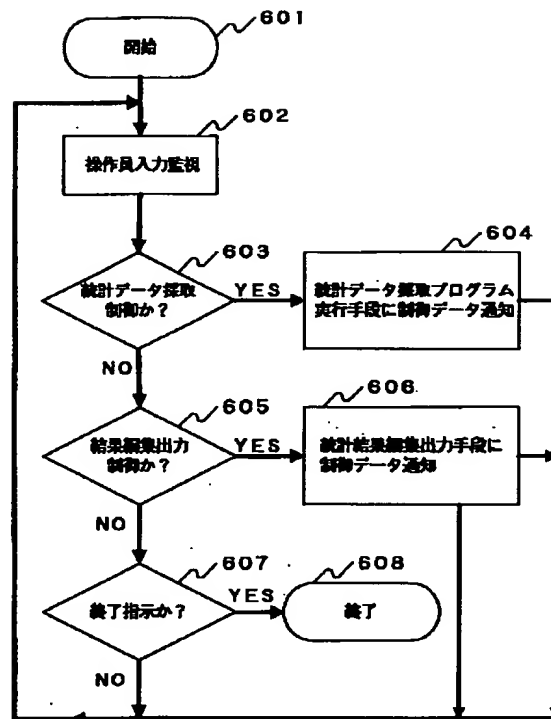 601
開始
602
操作員入力監視
603
統計データ採取
制御か？
YES
604
統計データ採取プログラム
実行手段に制御データ通知
NO
605
結果編集出力
制御か？
YES
606
統計結果編集出力手段に
制御データ通知
NO
607
終了指示か？
YES
608
終了
NO